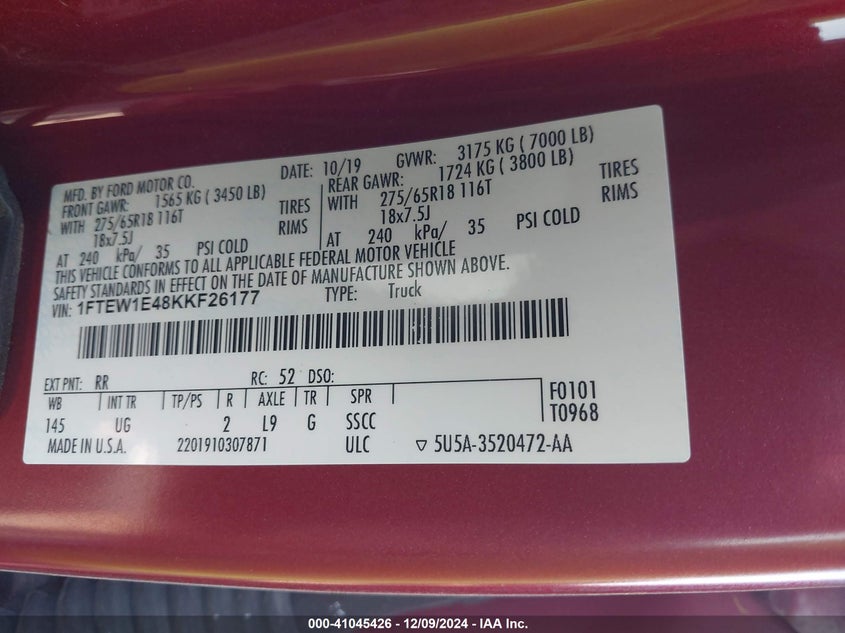 MFD. BY FORD MOTOR CO.
DATE: 10/19 GVWR: 3175 KG ( 7000 LB)
FRONT GAWR: 1565 KG ( 3450 LB)
WITH 275/65R18 116T TIRES
18x7.5J RIMS
AT 240 kPa/ 35 PSI COLD
REAR GAWR: 1724 KG ( 3800 LB)
WITH 275/65R18 116T TIRES
18x7.5J RIMS
AT 240 kPa/ 35 PSI COLD
THIS VEHICLE CONFORMS TO ALL APPLICABLE FEDERAL MOTOR VEHICLE
SAFETY STANDARDS IN EFFECT ON THE DATE OF MANUFACTURE SHOWN ABOVE.
VIN: 1FTEW1E48KKF26177 TYPE: Truck
EXT PNT: RR RC: 52 DSO:
WB INT TR TP/PS R AXLE TR SPR
145 UG 2 L9 G SSCC
F0101
T0968
MADE IN U.S.A. 2201910307871 ULC ▽ 5U5A-3520472-AA
000-41045426 - 12/09/2024 - IAA Inc.